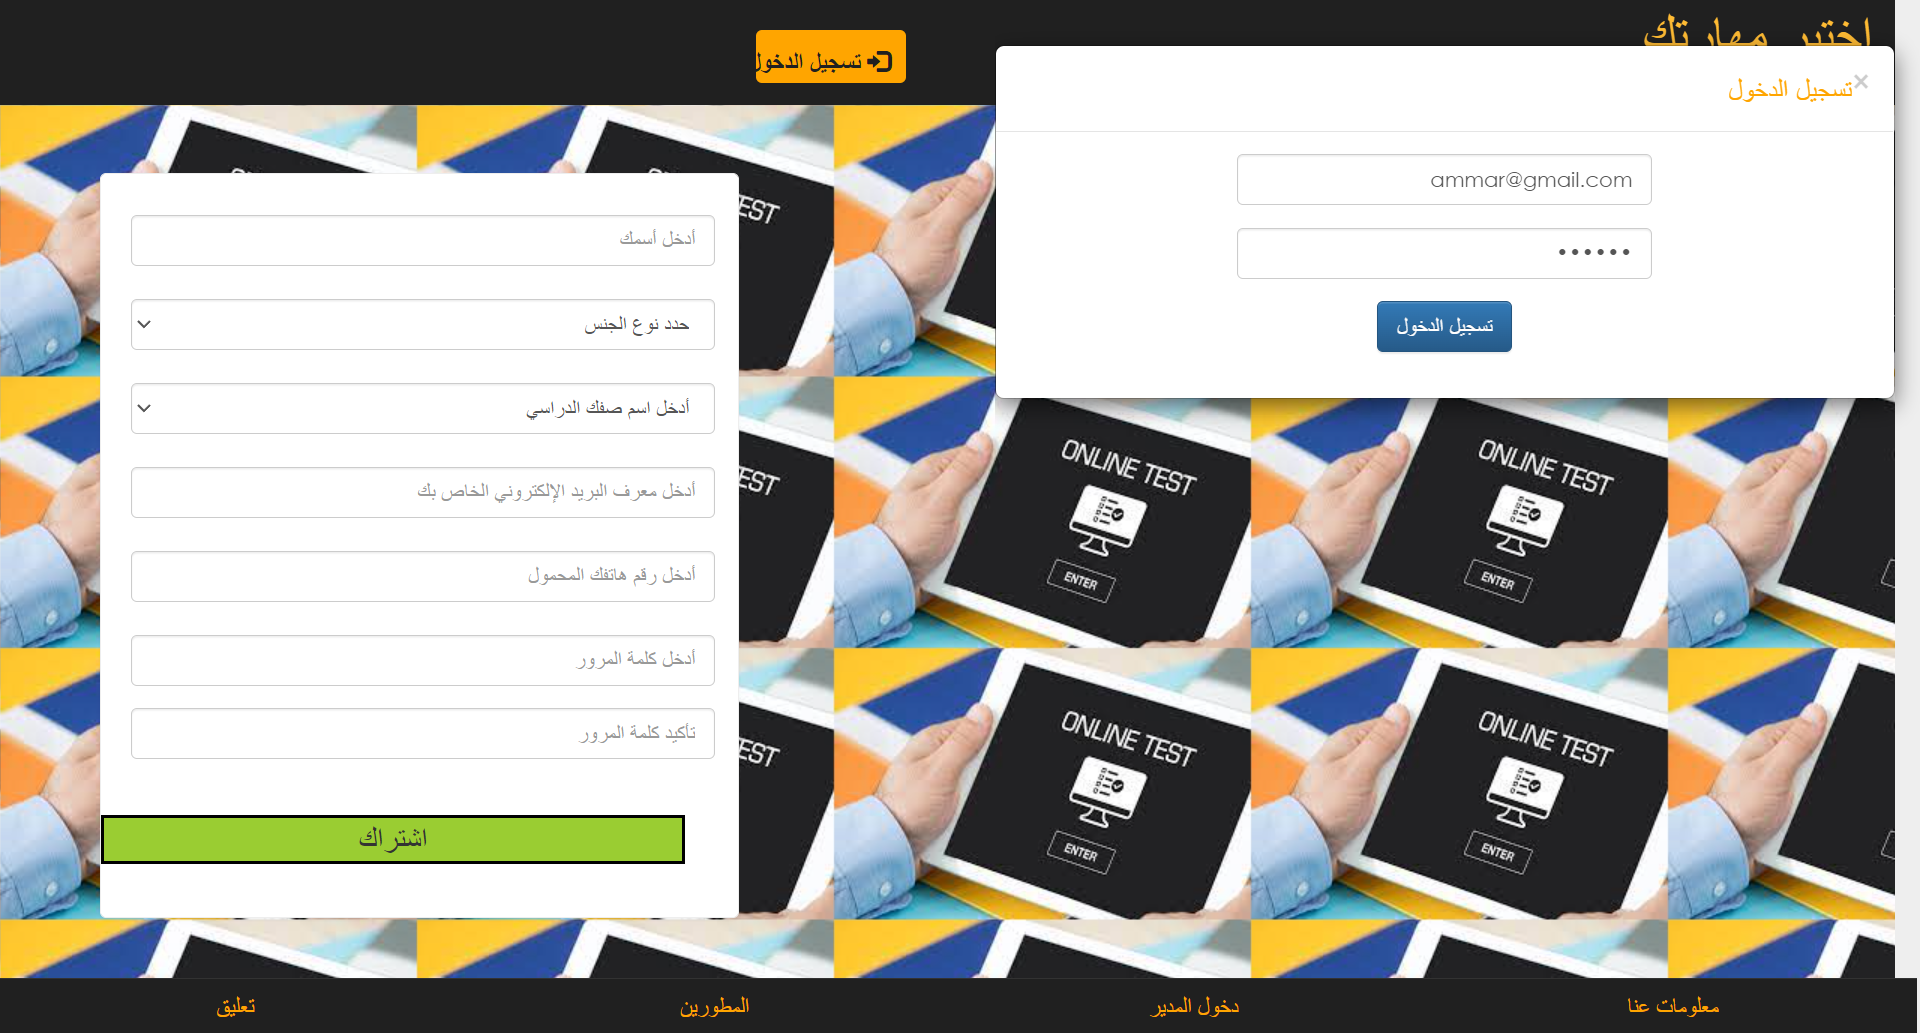 اختبر مهارتك
تسجيل الدخول
×
تسجيل الدخول
ammar@gmail.com
••••••
تسجيل الدخول
أدخل أسمك
حدد نوع الجنس
أدخل اسم صفك الدراسي
أدخل معرف البريد الإلكتروني الخاص بك
أدخل رقم هاتفك المحمول
أدخل كلمة المرور
تأكيد كلمة المرور
اشتراك
EST
EST
EST
ONLINE TEST
ENTER
ONLINE TEST
ENTER
ONLINE TEST
ENTER
ONLINE TEST
ENTER
معلومات عنا
دخول المدير
المطورين
تعليق